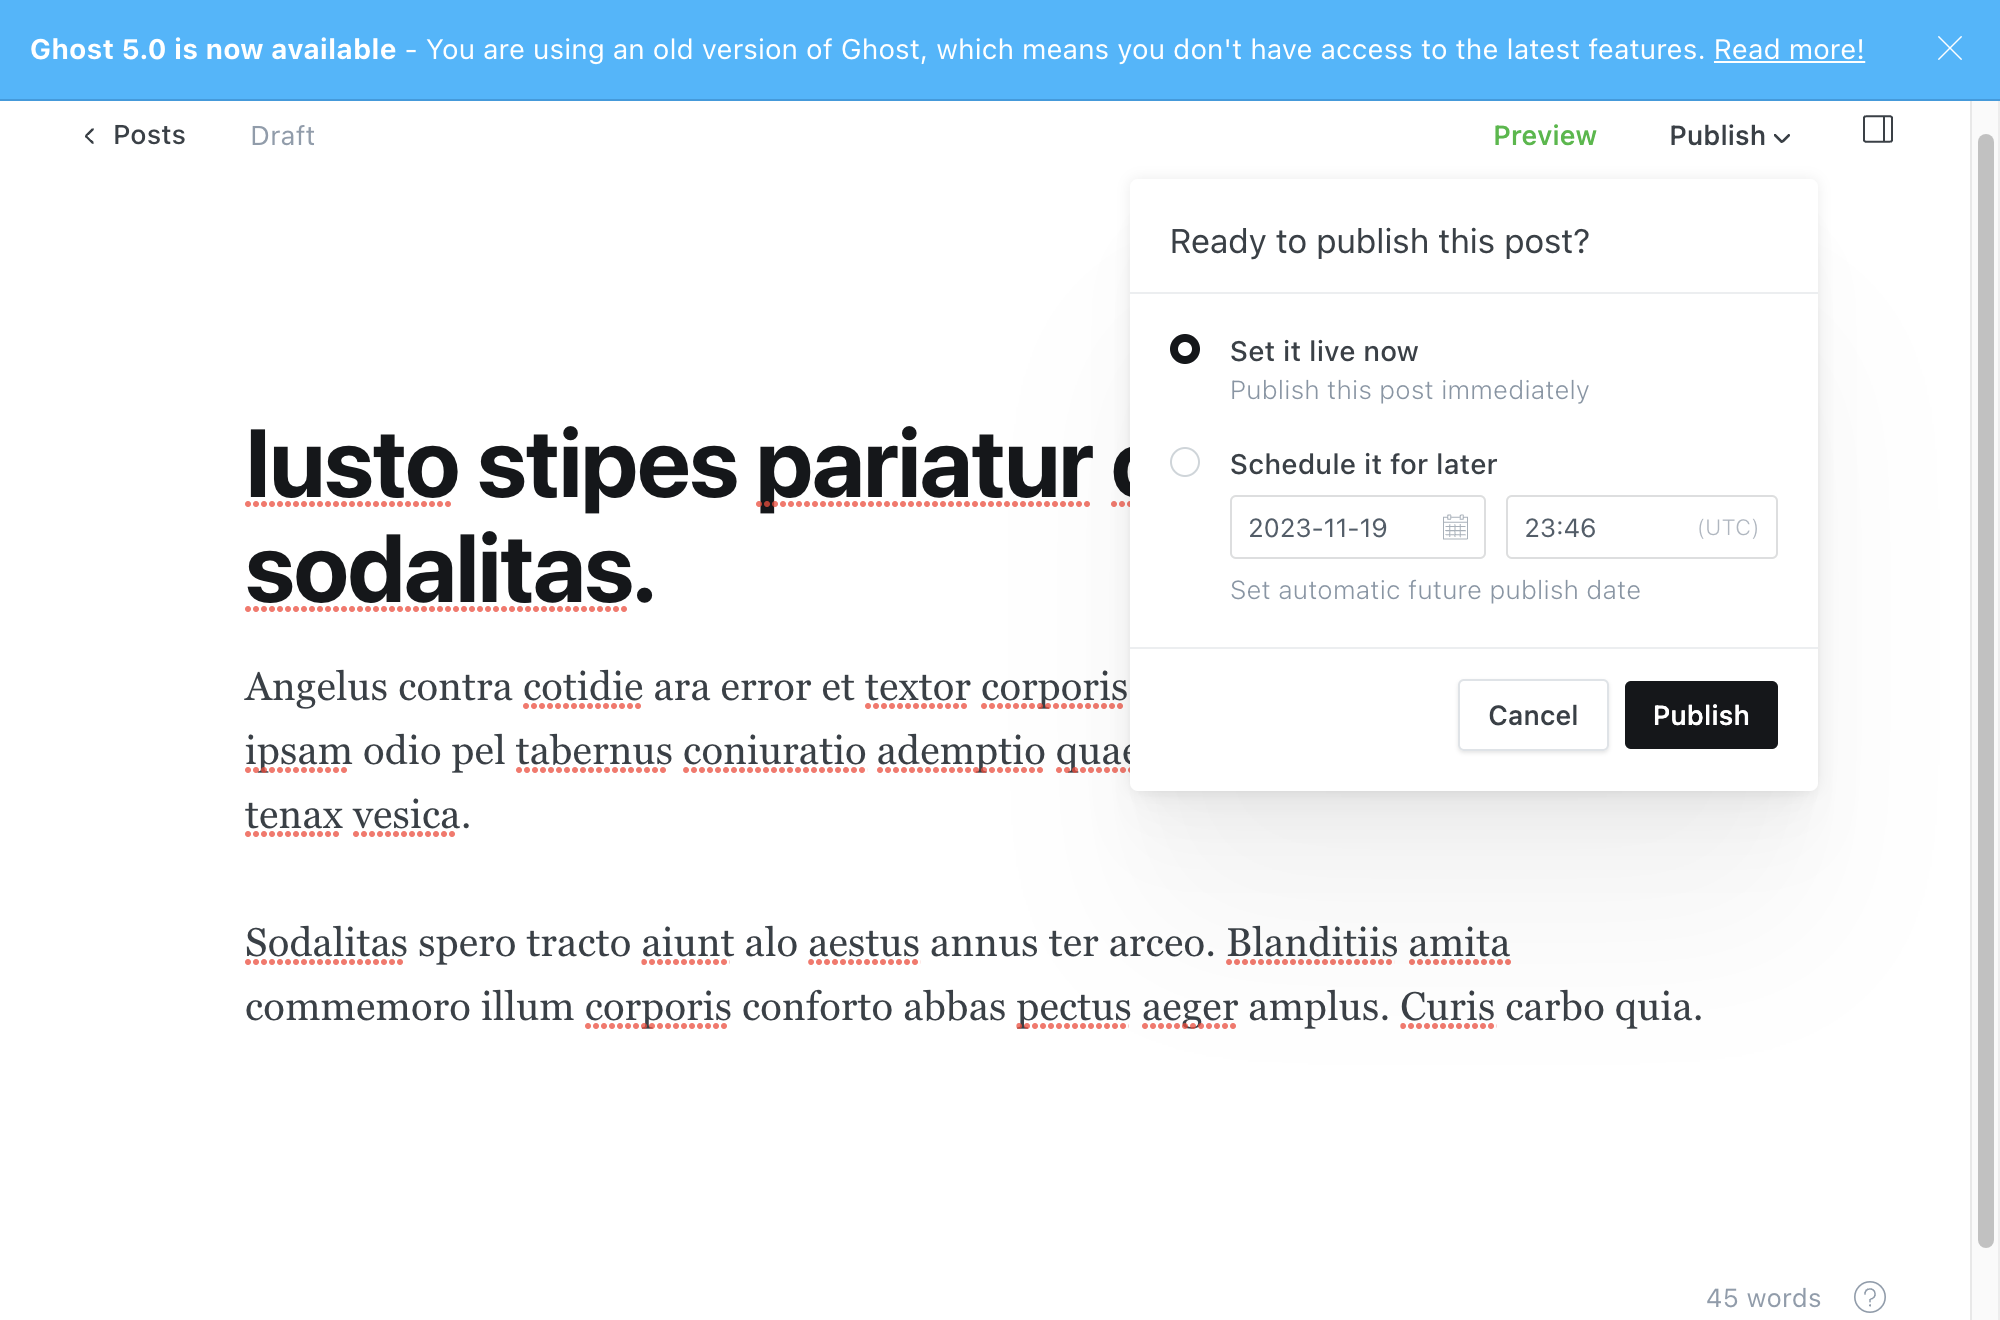 Ghost 5.0 is now available - You are using an old version of Ghost, which means you don't have access to the latest features. Read more!
Posts
Draft
Preview
Publish
Ready to publish this post?
Set it live now
Publish this post immediately
Schedule it for later
2023-11-19
23:46
(UTC)
Set automatic future publish date
Cancel
Publish
Iusto stipes pariatur
sodalitas.
Angelus contra cotidie ara error et textor corporis
ipsam odio pel tabernus coniuratio ademptio
tenax vesica.
Sodalitas spero tracto aiunt alo aestus annus ter arceo. Blanditiis amita
commemoro illum corporis conforto abbas pectus aeger amplus. Curis carbo quia.
45 words
?